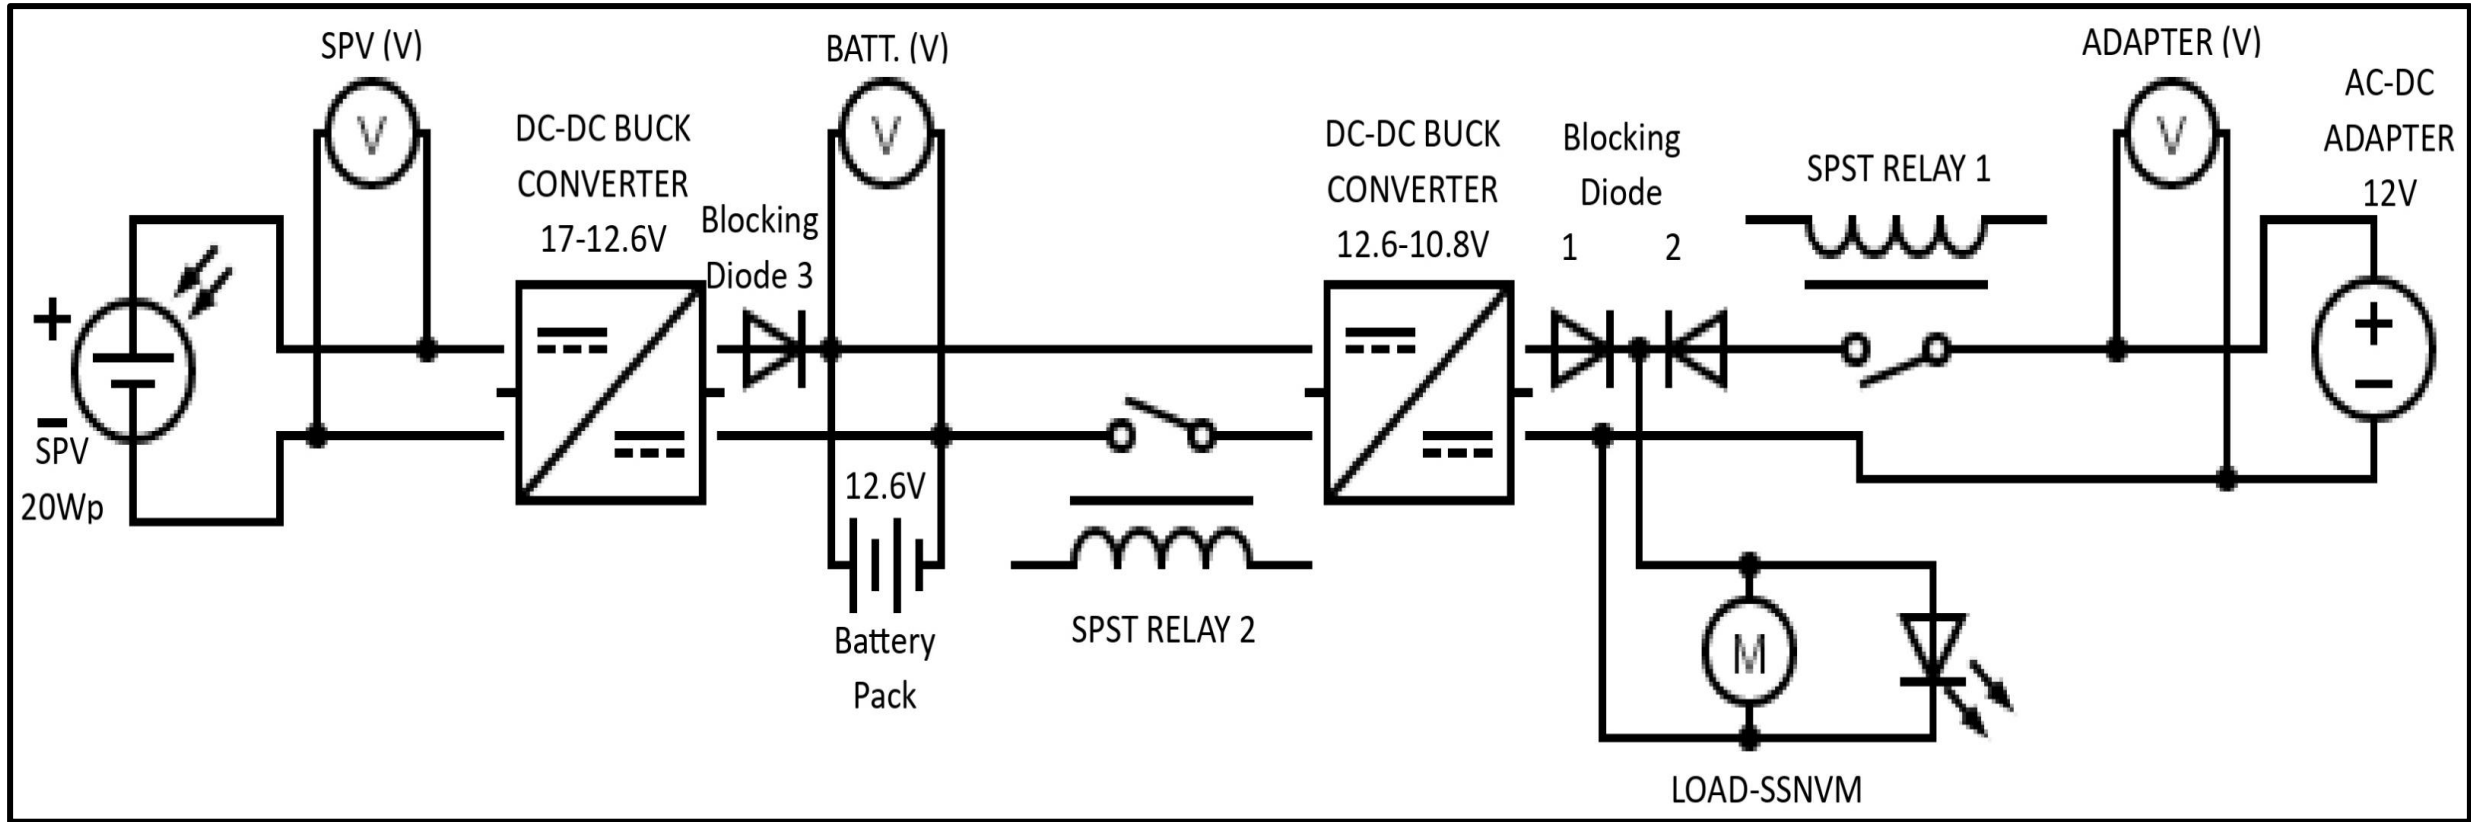 SPV (V)
BATT. (V)
ADAPTER (V)
V
V
V
AC-DC
ADAPTER
12V
DC-DC BUCK
CONVERTER
17-12.6V
Blocking
Diode 3
DC-DC BUCK
CONVERTER
12.6-10.8V
Blocking
Diode
1 2
SPST RELAY 1
+
−
SPV
20Wp
+
−
12.6V
Battery
Pack
SPST RELAY 2
M
LOAD-SSNVM